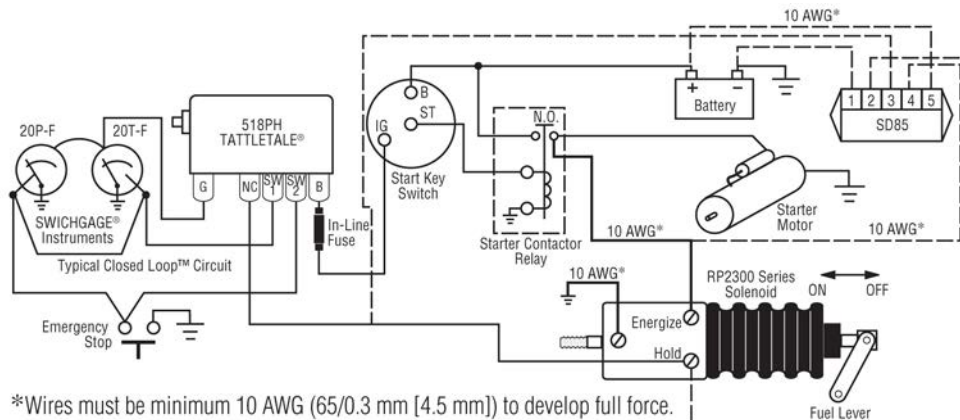 10 AWG*
B
ST
IG
Start Key
Switch
N.O.
Starter Contactor
Relay
+ −
Battery
1 2 3 4 5
SD85
20P-F
20T-F
518PH
TATTLETALE®
G
NC
SW
1
SW
2
B
SWICHGAGE®
Instruments
Typical Closed Loop™ Circuit
In-Line
Fuse
Starter
Motor
10 AWG*
10 AWG*
10 AWG*
RP2300 Series
Solenoid
ON
OFF
Emergency
Stop
Energize
Hold
Fuel Lever
*Wires must be minimum 10 AWG (65/0.3 mm [4.5 mm]) to develop full force.